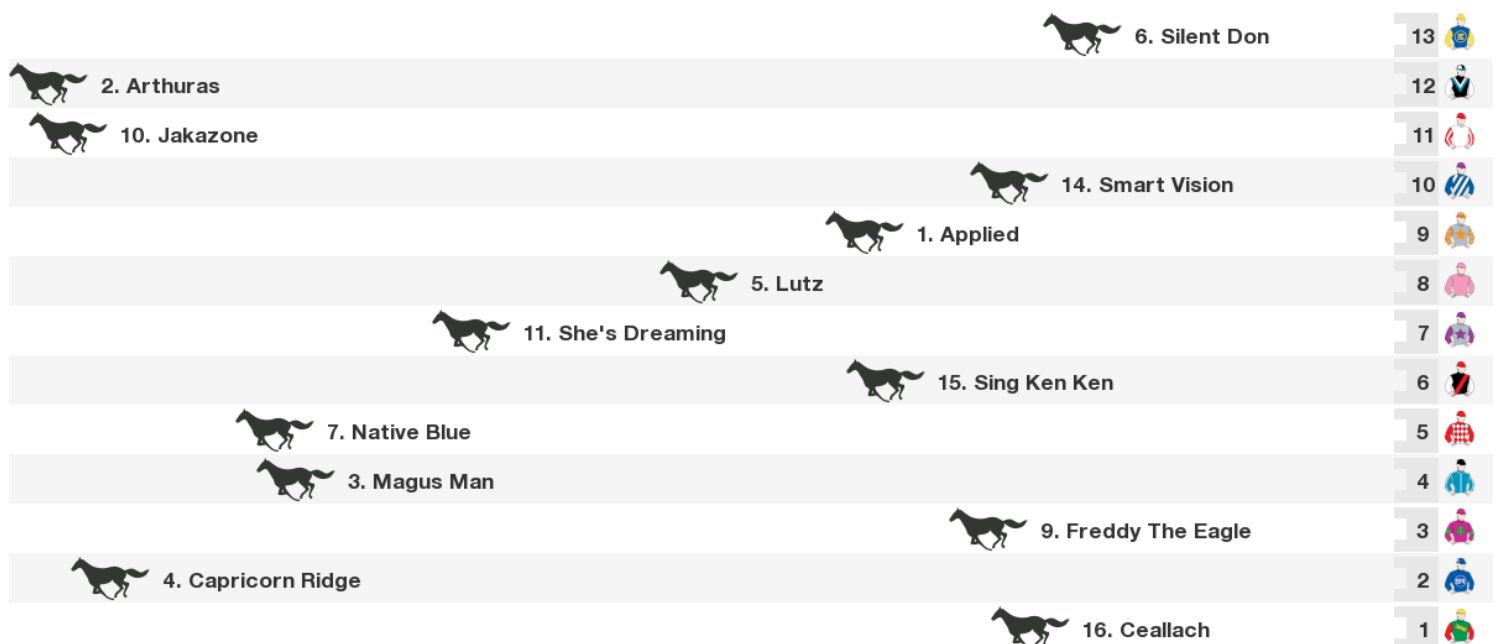 6. Silent Don 13
2. Arthuras 12
10. Jakazone 11
14. Smart Vision 10
1. Applied 9
5. Lutz 8
11. She's Dreaming 7
15. Sing Ken Ken 6
7. Native Blue 5
3. Magus Man 4
9. Freddy The Eagle 3
4. Capricorn Ridge 2
16. Ceallach 1